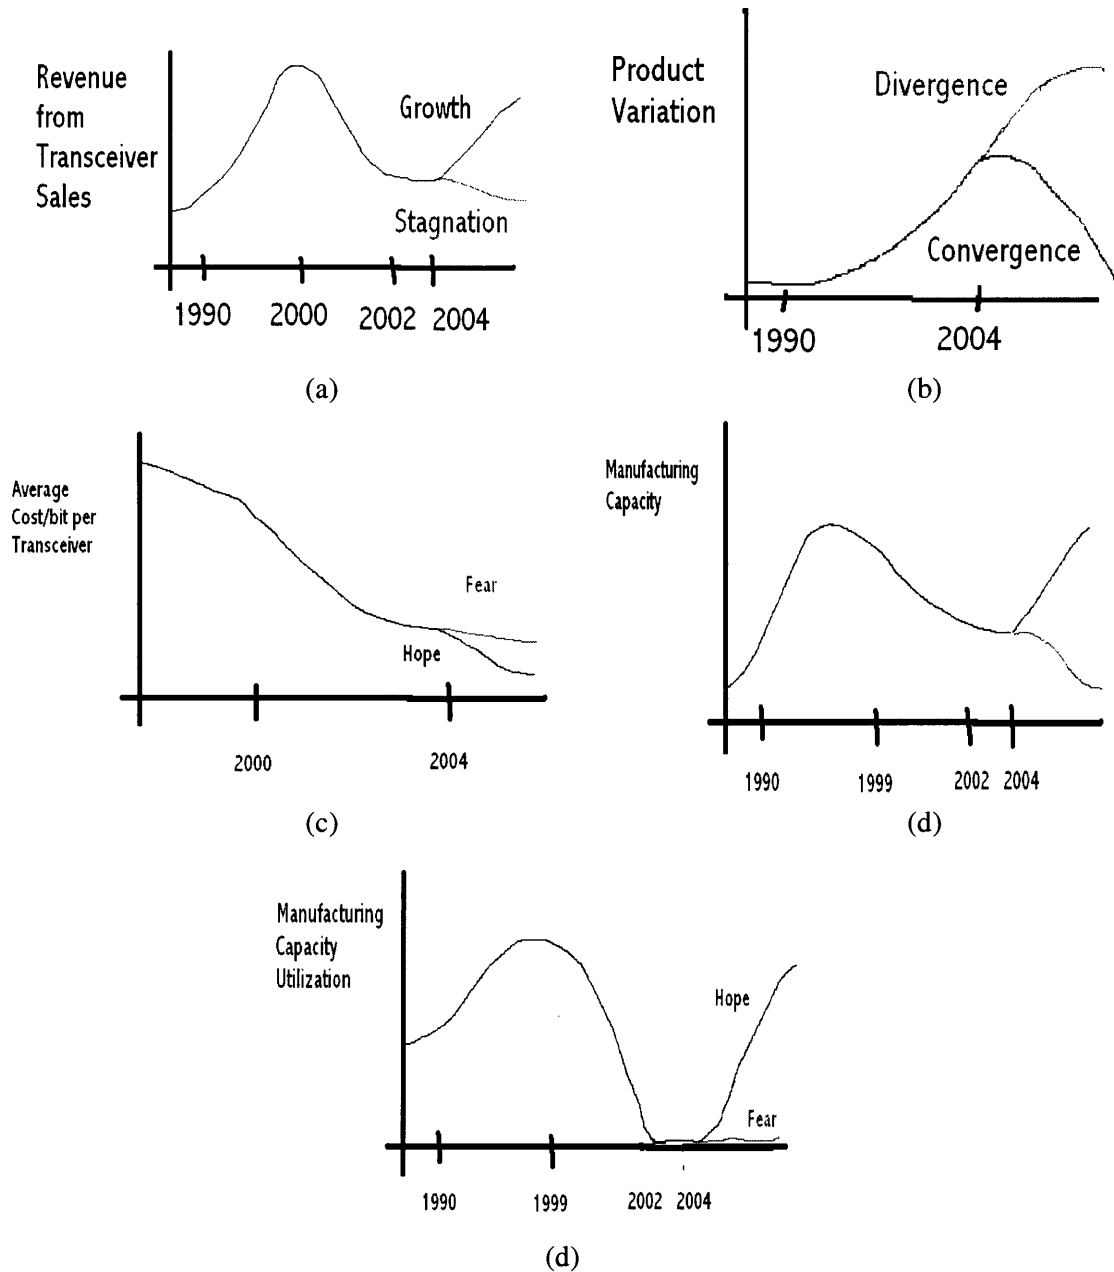 Revenue
from
Transceiver
Sales
Growth
Stagnation
1990 2000 2002 2004
(a)
Product
Variation
Divergence
Convergence
1990 2004
(b)
Average
Cost/bit per
Transceiver
Fear
Hope
2000 2004
(c)
Manufacturing
Capacity
1990 1999 2002 2004
(d)
Manufacturing
Capacity
Utilization
Hope
Fear
1990 1999 2002 2004
(d)